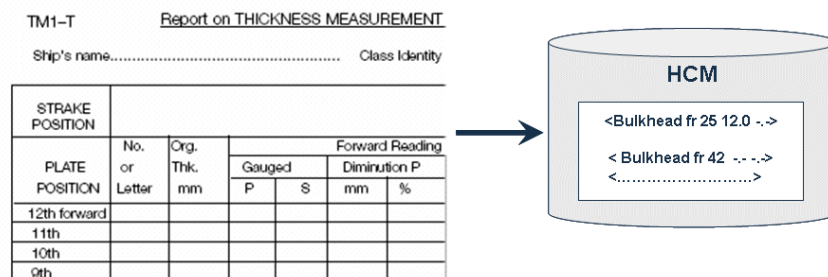 TM1-T Report on THICKNESS MEASUREMENT
Ship's name........................................................ Class Identity
STRAKE
POSITION
PLATE
POSITION
No.
or
Letter
Org.
Thk.
mm
Forward Reading
Gauged Diminution P
P S mm %
12th forward
11th
10th
9th
HCM
<Bulkhead fr 25 12.0 -.->
< Bulkhead fr 42 -.- -.->
<...........................>